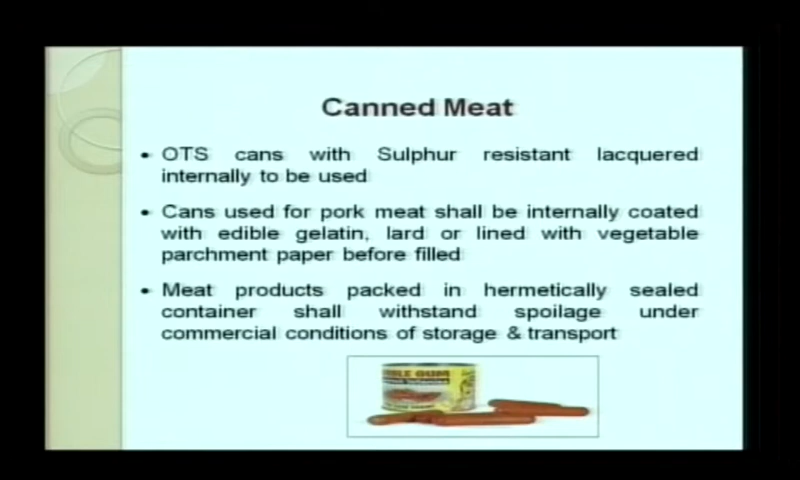 Canned Meat
• OTS cans with Sulphur resistant lacquered
internally to be used
• Cans used for pork meat shall be internally coated
with edible gelatin, lard or lined with vegetable
parchment paper before filled
• Meat products packed in hermetically sealed
container shall withstand spoilage under
commercial conditions of storage & transport